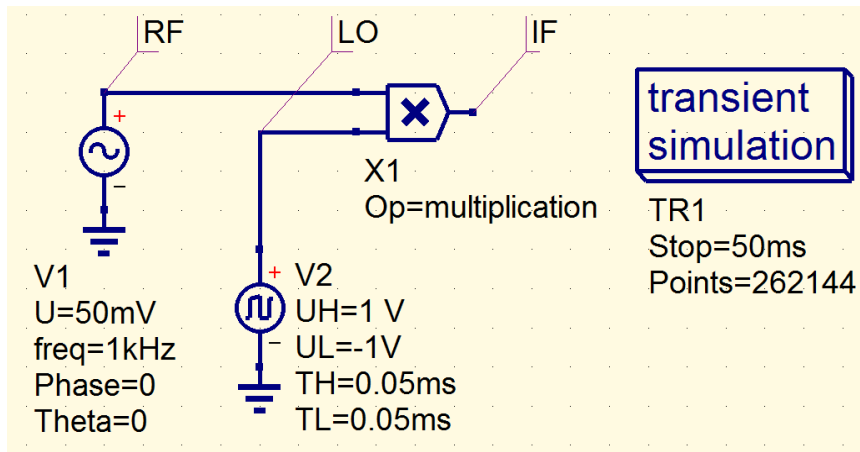 RF
LO
IF
X1
Op=multiplication
transient
simulation
TR1
Stop=50ms
Points=262144
V1
U=50mV
freq=1kHz
Phase=0
Theta=0
V2
UH=1 V
UL=-1V
TH=0.05ms
TL=0.05ms